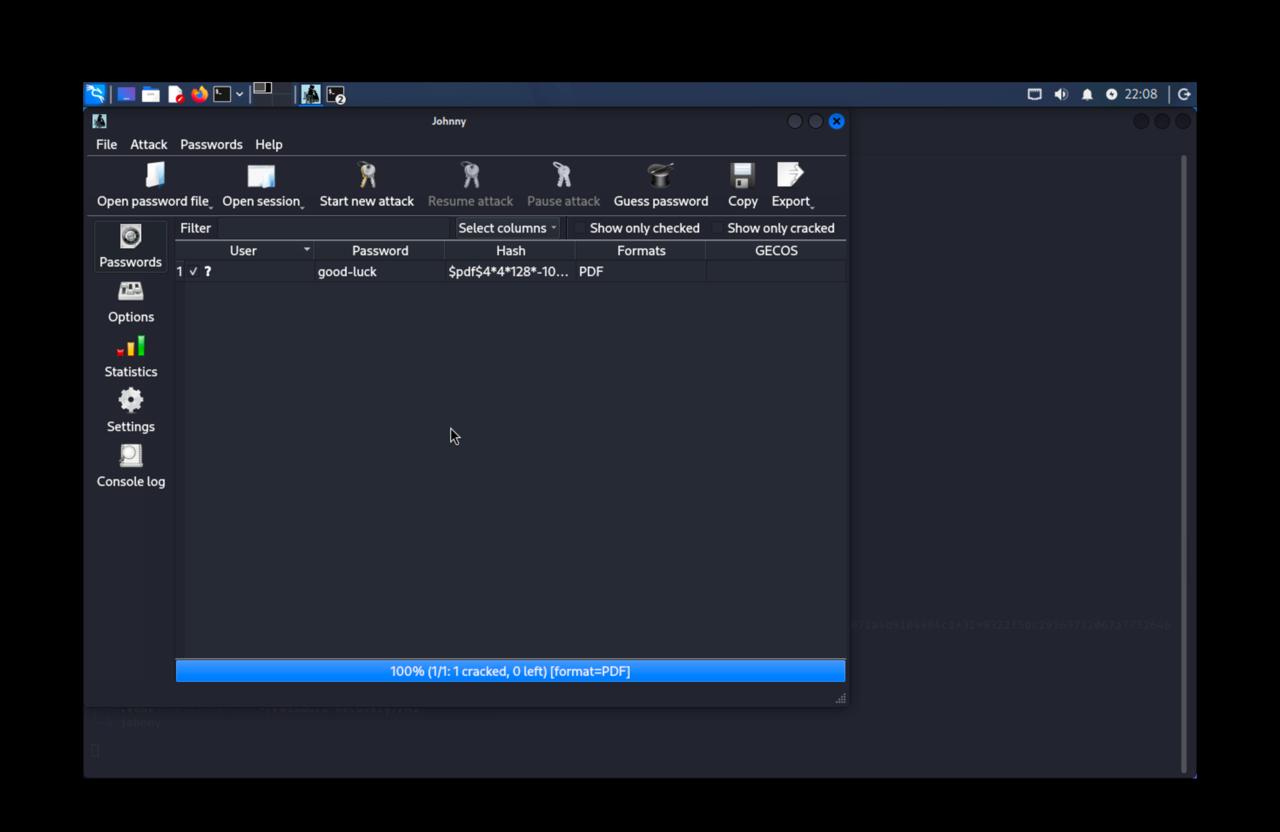 2
22:08
Johnny
File Attack Passwords Help
Open password file Open session Start new attack Resume attack Pause attack Guess password Copy Export
Passwords
Options
Statistics
Settings
Console log
Filter Select columns Show only checked Show only cracked
User Password Hash Formats GECOS
1 ✓ ? good-luck $pdf$4*4*128*-10... PDF
100% (1/1: 1 cracked, 0 left) [format=PDF]
johnny